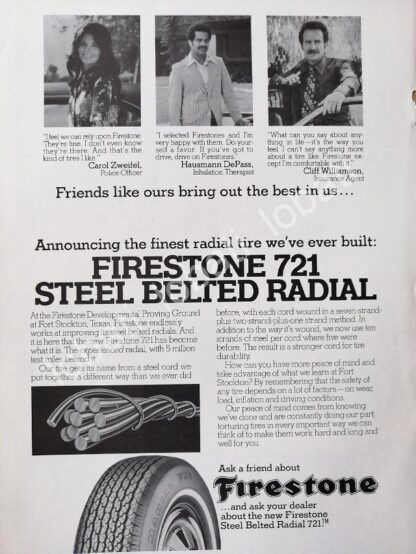 "I feel we can rely upon Firestone.
They're fine. I don't even know
they're there. And that's the
kind of tires I like."
Carol Zweifel,
Police Officer
"I selected Firestones and I'm
very happy with them. Do your-
self a favor. If you've got to
drive, drive on Firestones."
Hausmann DePass,
Inhalation Therapist
"What can you say about any-
thing in life—it's the way you
feel. I can't say anything more
about a tire like Firestone ex-
cept I'm comfortable with it."
Cliff Williamson,
Insurance Agent
Friends like ours bring out the best in us...
Announcing the finest radial tire we've ever built:
FIRESTONE 721
STEEL BELTED RADIAL
At the Firestone Developmental Proving Ground
at Fort Stockton, Texas, Firestone endlessly
works at improving its steel belted radials. And
it is here that the new Firestone 721 has become
what it is. The experienced radial, with 5 million
test miles behind it.
Our tire gets its name from a steel cord we
put together a different way than we ever did
before, with each cord wound in a seven-strand-
plus-two-strand-plus-one strand method. In
addition to the way it's wound, we now use ten
strands of steel per cord where five were
before. The result is a stronger cord for tire
durability.
How can you have more peace of mind and
take advantage of what we learn at Fort
Stockton? By remembering that the safety of
any tire depends on a lot of factors—on wear,
load, inflation and driving conditions.
Our peace of mind comes from knowing
we've done and are constantly doing our part,
torturing tires in every important way we can
think of to make them work hard and long and
well for you.
Ask a friend about
Firestone
...and ask your dealer
about the new Firestone
Steel Belted Radial 721.™